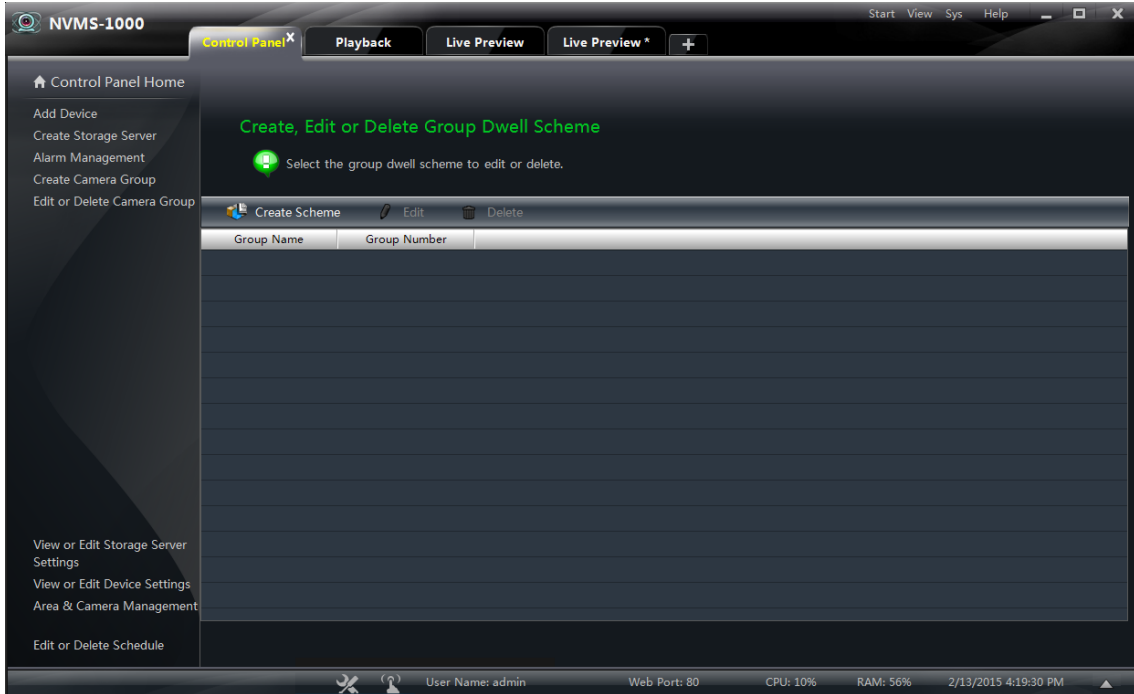 NVMS-1000
Start View Sys Help
Control Panel X Playback Live Preview Live Preview *
Control Panel Home
Add Device
Create Storage Server
Alarm Management
Create Camera Group
Edit or Delete Camera Group
Create, Edit or Delete Group Dwell Scheme
Select the group dwell scheme to edit or delete.
Create Scheme Edit Delete
Group Name Group Number
View or Edit Storage Server
Settings
View or Edit Device Settings
Area & Camera Management
Edit or Delete Schedule
User Name: admin Web Port: 80 CPU: 10% RAM: 56% 2/13/2015 4:19:30 PM